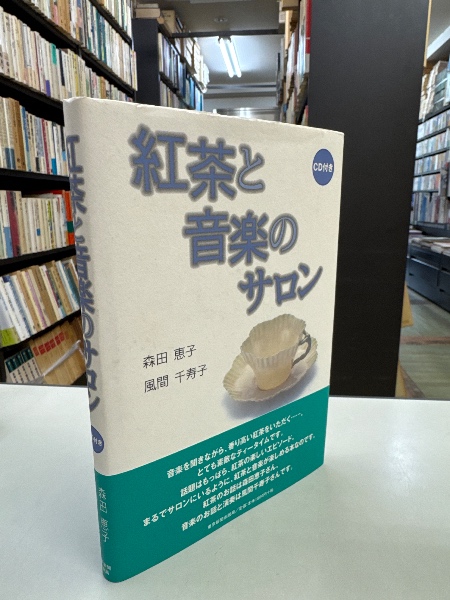 紅茶と
音楽の
サロン
CD付き
森田 恵子
風間 千寿子
音楽を聞きながら、香り高い紅茶をいただく……、
とても素敵なティータイムです。
話題はもっぱら、紅茶の楽しいエピソード、
まるでサロンにいるように、紅茶と音楽が楽しめる本なのです。
紅茶のお話は森田恵子さん、
音楽のお話と演奏は風間千寿子さんです。
紅茶と音楽のサロン
付き
森田 恵子